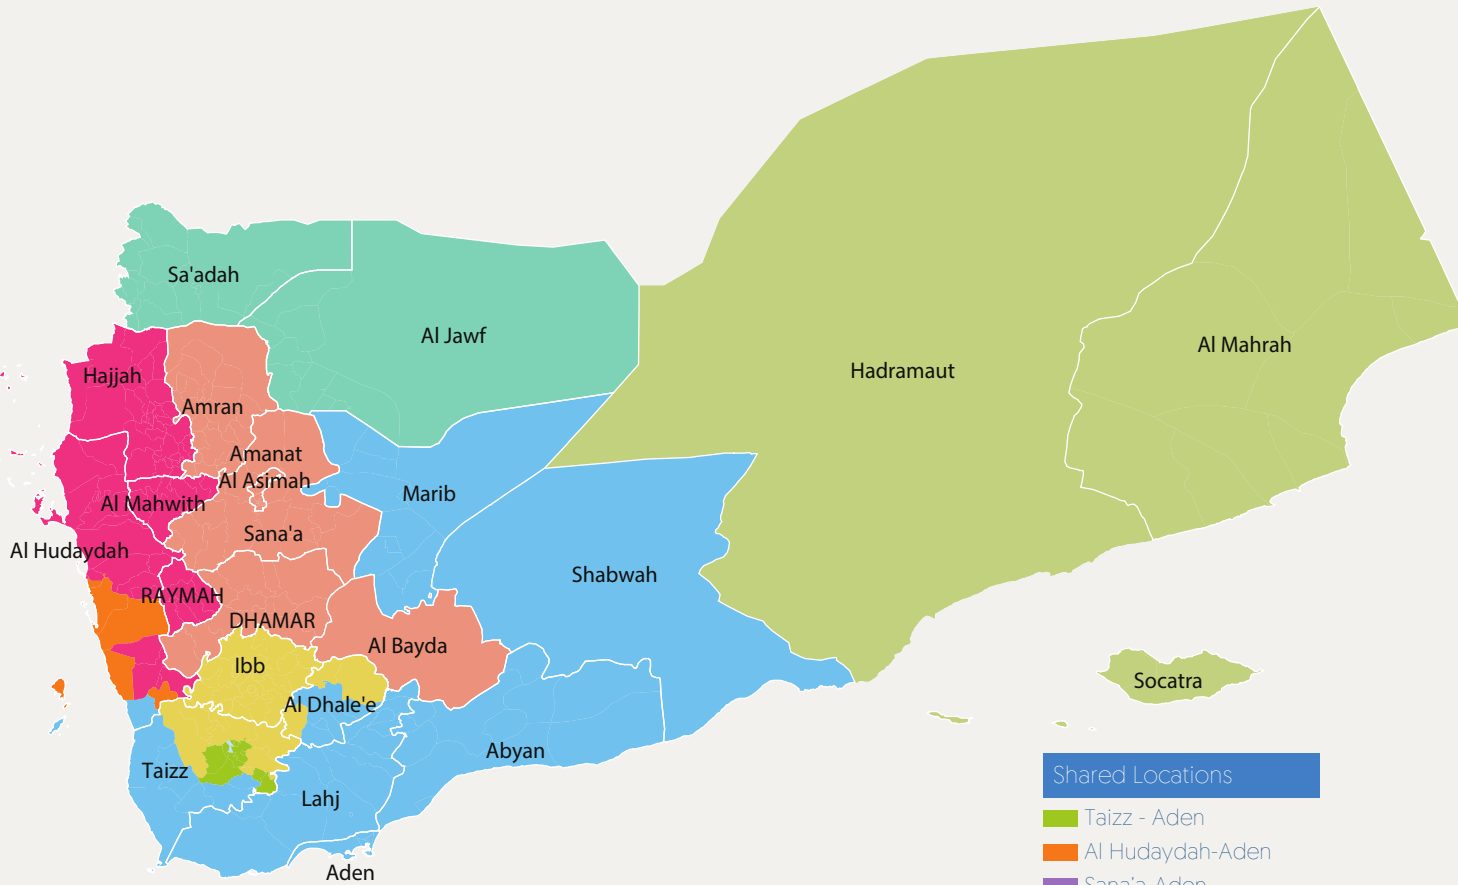 Sa'adah
Al Jawf
Al Mahrah
Hadramaut
Hajjah
Amran
Amanat
Al Asimah
Marib
Al Mahwith
Sana'a
Al Hudaydah
Shabwah
RAYMAH
DHAMAR
Al Bayda
Ibb
Socatra
Al Dhale'e
Abyan
Taizz
Lahj
Aden
Shared Locations
Taizz - Aden
Al Hudaydah-Aden
Sana'a-Aden